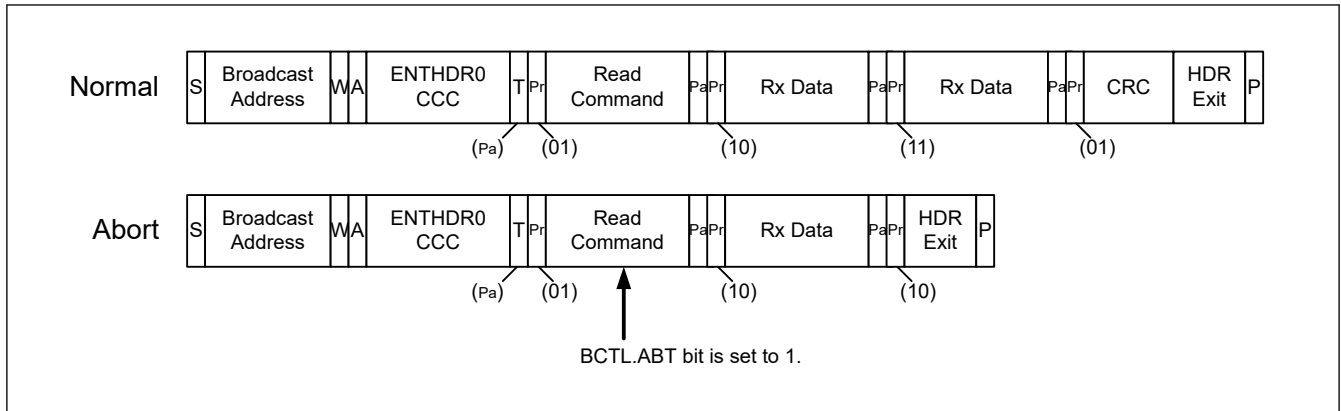 Normal S Broadcast Address W A ENTHDR0 CCC T Pr Read Command Pa Pr Rx Data Pa Pr Rx Data Pa Pr CRC HDR Exit P
(Pa) (01) (10) (11) (01)
Abort S Broadcast Address W A ENTHDR0 CCC T Pr Read Command Pa Pr Rx Data Pa Pr HDR Exit P
(Pa) (01) (10) (10)
BCTL.ABT bit is set to 1.